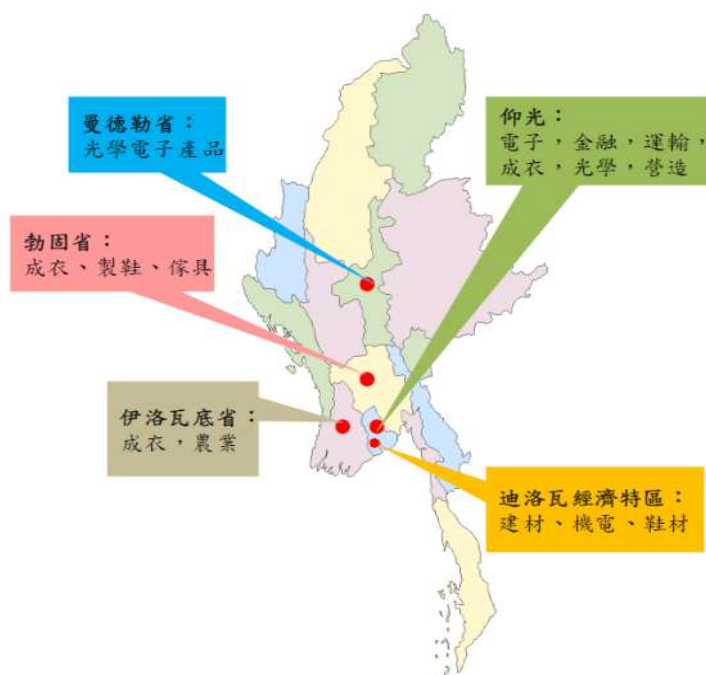 曼德勒省：
光學電子產品
仰光：
電子，金融，運輸，
成衣，光學，營造
勃固省：
成衣、製鞋、傢具
伊洛瓦底省：
成衣，農業
迪洛瓦經濟特區：
建材、機電、鞋材